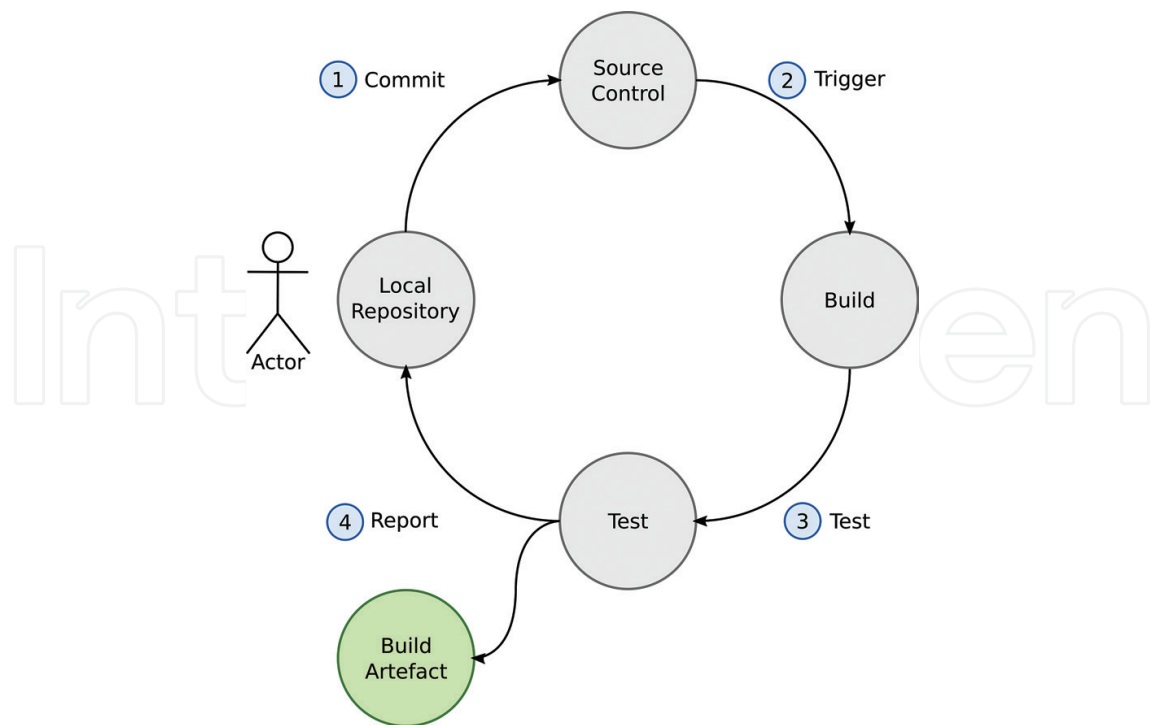 1 Commit
Source
Control
2 Trigger
Local
Repository
Actor
Build
4 Report
Test
3 Test
Build
Artefact